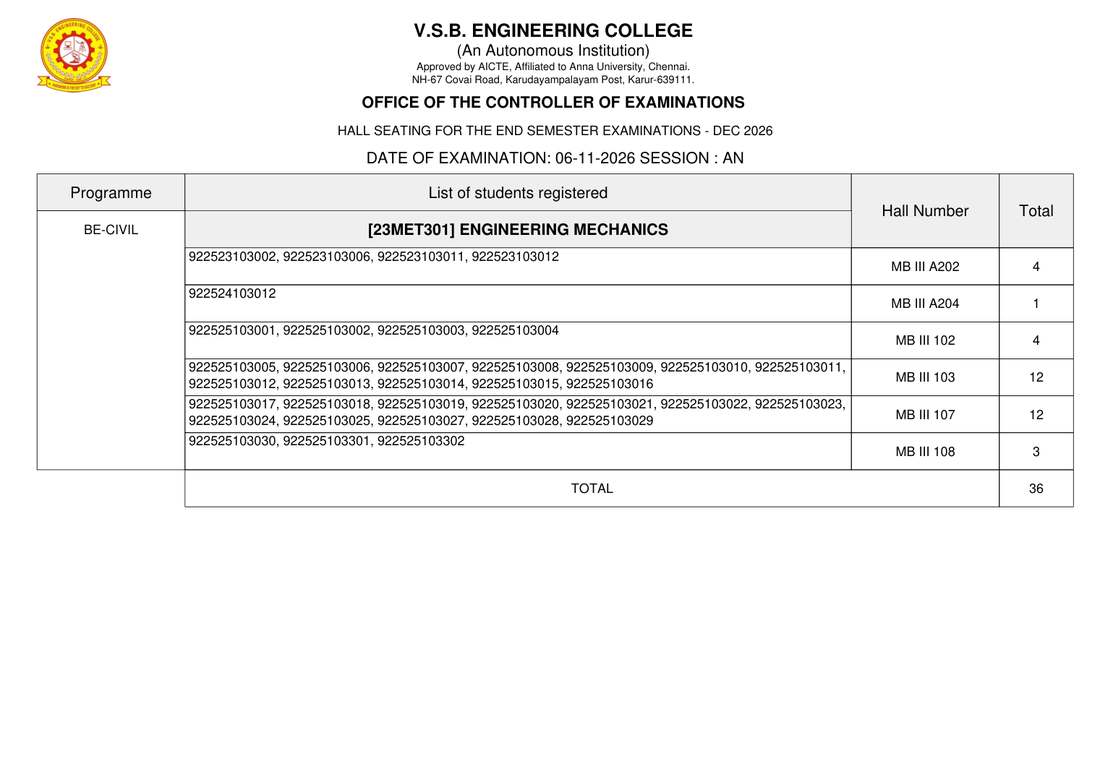 V.S.B. ENGINEERING COLLEGE
(An Autonomous Institution)
Approved by AICTE, Affiliated to Anna University, Chennai.
NH-67 Covai Road, Karudayampalayam Post, Karur-639111.
OFFICE OF THE CONTROLLER OF EXAMINATIONS
HALL SEATING FOR THE END SEMESTER EXAMINATIONS - DEC 2026
DATE OF EXAMINATION: 06-11-2026 SESSION : AN
Programme List of students registered Hall Number Total
BE-CIVIL [23MET301] ENGINEERING MECHANICS
922523103002, 922523103006, 922523103011, 922523103012 MB III A202 4
922524103012 MB III A204 1
922525103001, 922525103002, 922525103003, 922525103004 MB III 102 4
922525103005, 922525103006, 922525103007, 922525103008, 922525103009, 922525103010, 922525103011,
922525103012, 922525103013, 922525103014, 922525103015, 922525103016 MB III 103 12
922525103017, 922525103018, 922525103019, 922525103020, 922525103021, 922525103022, 922525103023,
922525103024, 922525103025, 922525103027, 922525103028, 922525103029 MB III 107 12
922525103030, 922525103301, 922525103302 MB III 108 3
TOTAL 36